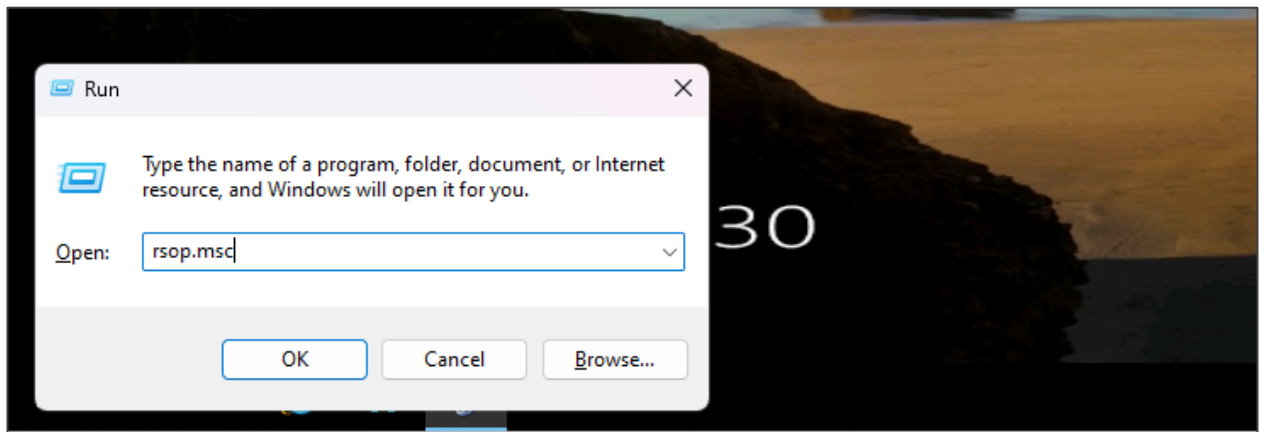 Run
Type the name of a program, folder, document, or Internet
resource, and Windows will open it for you.
Open:
rsop.msc
30
OK
Cancel
Browse...